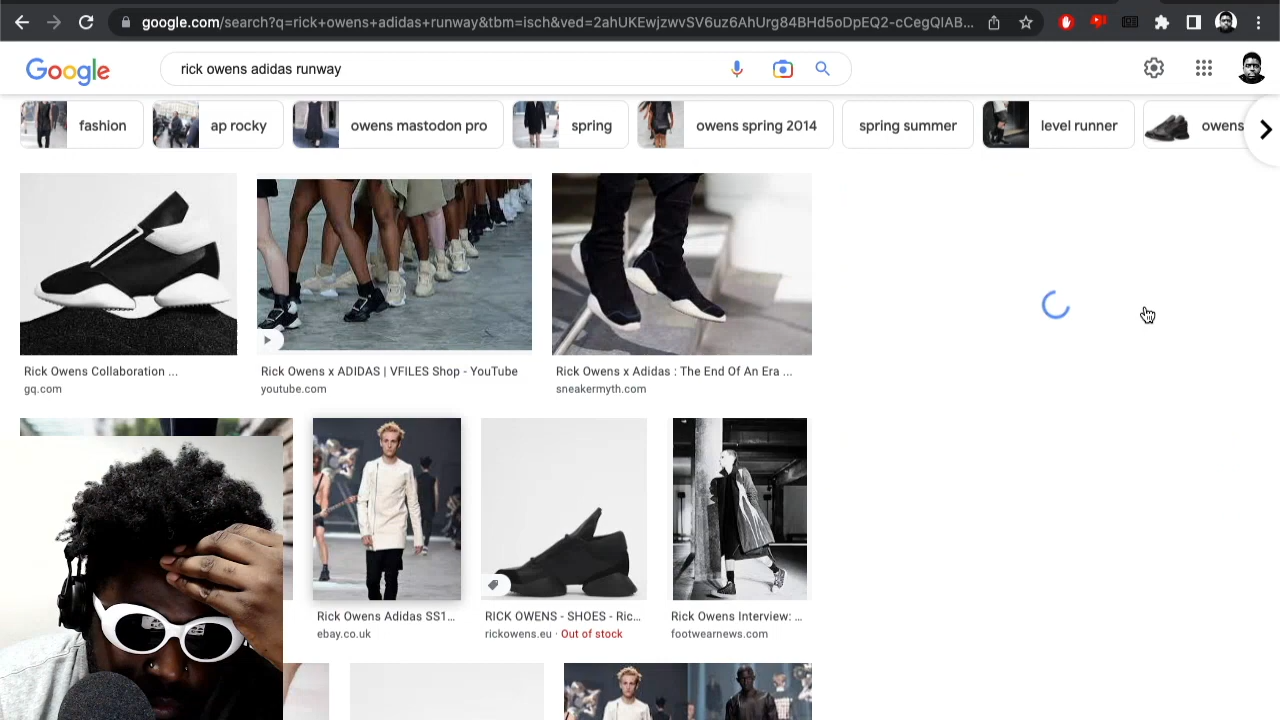 google.com/search?q=rick+owens+adidas+runway&tbm=isch&ved=2ahUKEwjzwvSV6uz6AhUrg84BHd5oDpEQ2-cCegQIAB...
Google
rick owens adidas runway
fashion
ap rocky
owens mastodon pro
spring
owens spring 2014
spring summer
level runner
owens
Rick Owens Collaboration ...
gq.com
Rick Owens x ADIDAS | VFILES Shop - YouTube
youtube.com
Rick Owens x Adidas : The End Of An Era ...
sneakermyth.com
Rick Owens Adidas SS1...
ebay.co.uk
RICK OWENS - SHOES - Ric...
rickowens.eu · Out of stock
Rick Owens Interview: ...
footwearnews.com